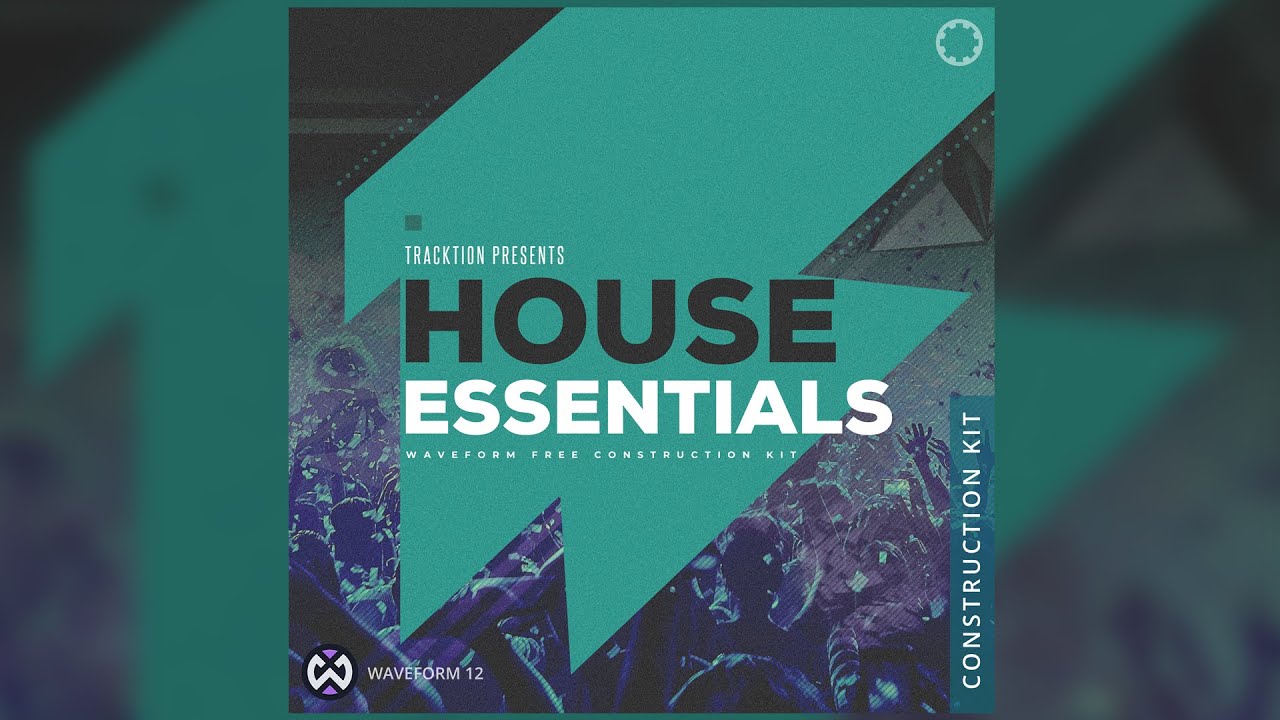 TRACKTION PRESENTS
HOUSE
ESSENTIALS
WAVEFORM FREE CONSTRUCTION KIT
CONSTRUCTION KIT
WAVEFORM 12